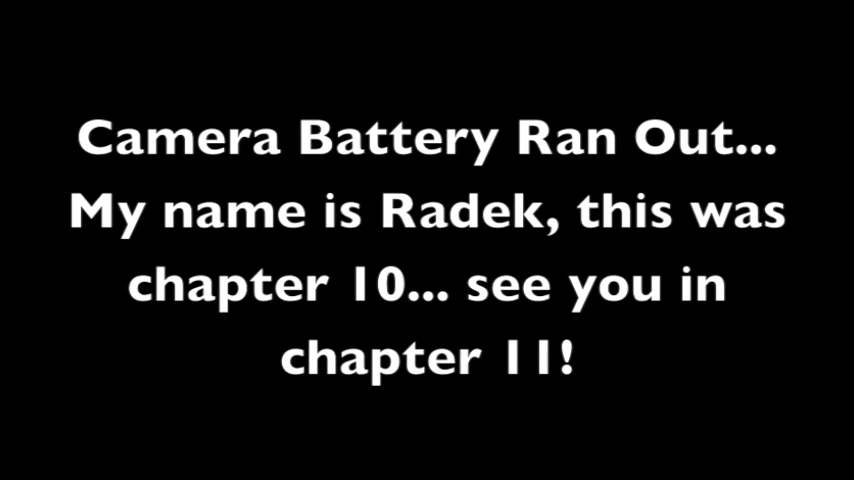 Camera Battery Ran Out...
My name is Radek, this was
chapter 10... see you in
chapter 11!